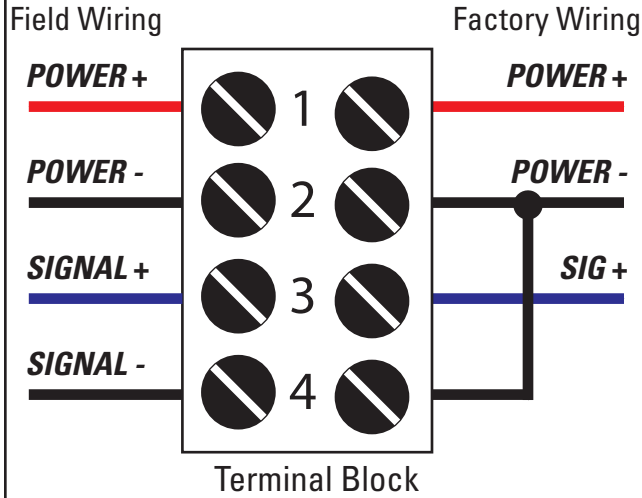 Field Wiring
Factory Wiring
POWER +
POWER +
1
POWER -
POWER -
2
SIGNAL +
SIG +
3
SIGNAL -
4
Terminal Block